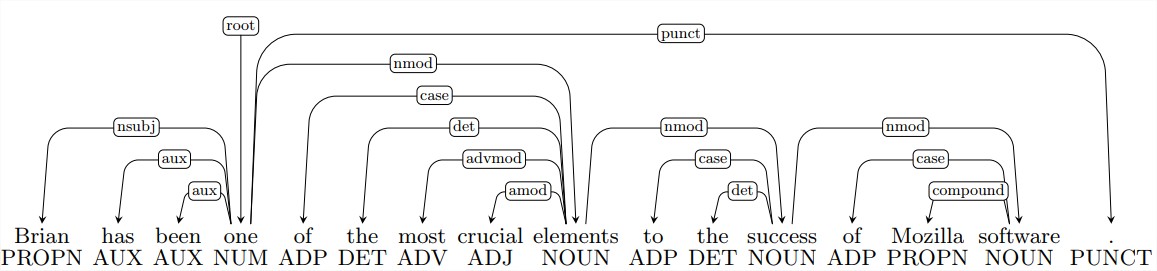 root
punct
nmod
case
nsubj det nmod nmod
aux advmod case case
aux amod det compound
Brian has been one of the most crucial elements to the success of Mozilla software .
PROPN AUX AUX NUM ADP DET ADV ADJ NOUN ADP DET NOUN ADP PROPN NOUN PUNCT